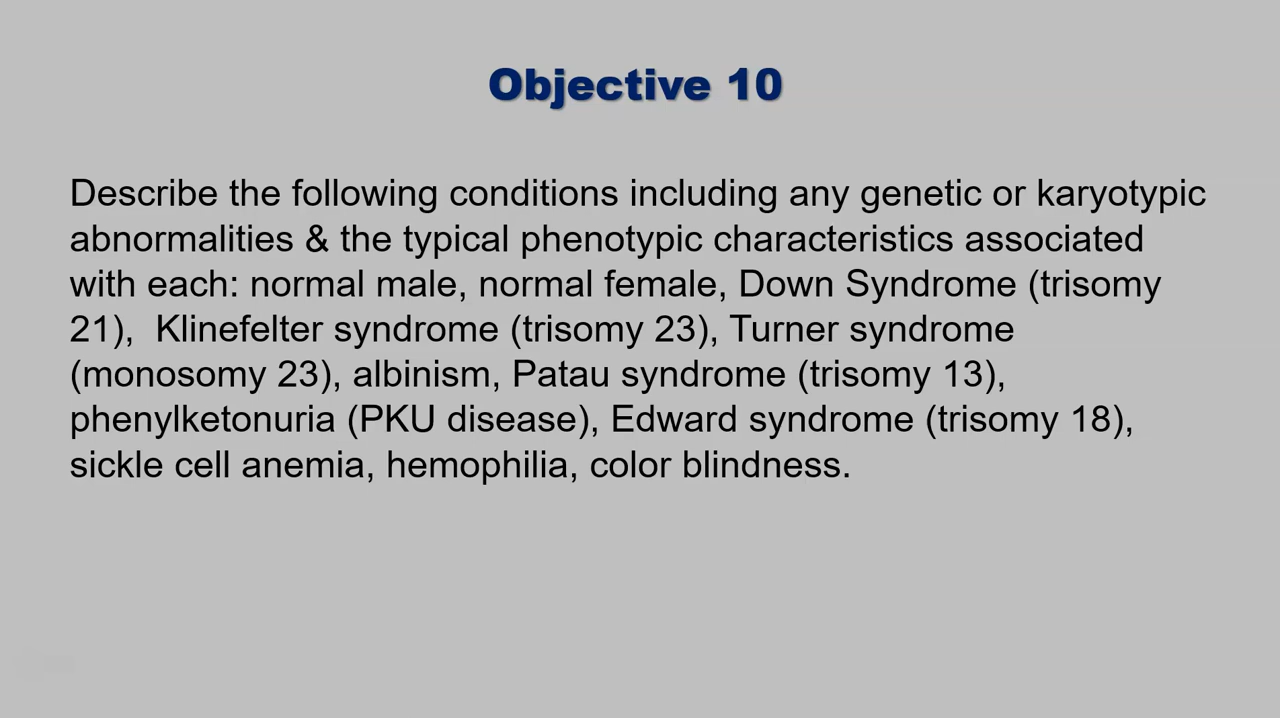 Objective 10
Describe the following conditions including any genetic or karyotypic
abnormalities & the typical phenotypic characteristics associated
with each: normal male, normal female, Down Syndrome (trisomy
21),  Klinefelter syndrome (trisomy 23), Turner syndrome
(monosomy 23), albinism, Patau syndrome (trisomy 13),
phenylketonuria (PKU disease), Edward syndrome (trisomy 18),
sickle cell anemia, hemophilia, color blindness.